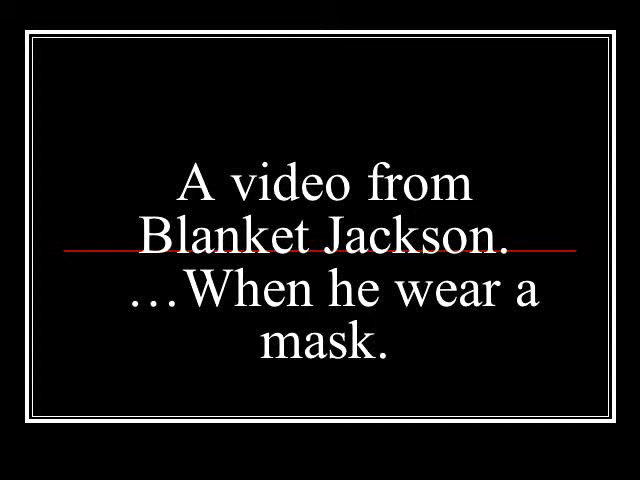 A video from
Blanket Jackson.
…When he wear a
mask.